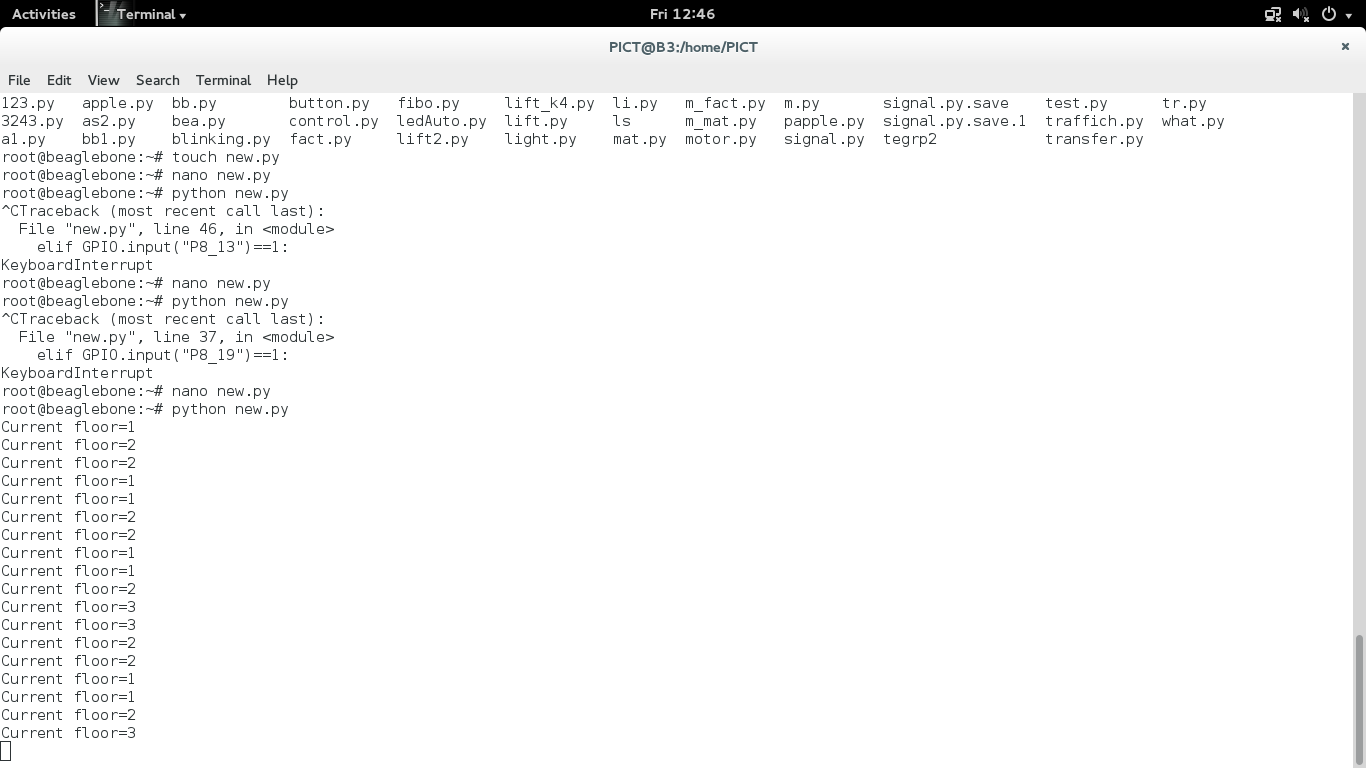 Activities Terminal Fri 12:46
PICT@B3:/home/PICT ×
File Edit View Search Terminal Help
123.py apple.py bb.py button.py fibo.py lift_k4.py li.py m_fact.py m.py signal.py.save test.py tr.py
3243.py as2.py bea.py control.py ledAuto.py lift.py ls m_mat.py papple.py signal.py.save.1 traffich.py what.py
a1.py bb1.py blinking.py fact.py lift2.py light.py mat.py motor.py signal.py tegrp2 transfer.py
root@beaglebone:~# touch new.py
root@beaglebone:~# nano new.py
root@beaglebone:~# python new.py
^CTraceback (most recent call last):
  File "new.py", line 46, in <module>
    elif GPIO.input("P8_13")==1:
KeyboardInterrupt
root@beaglebone:~# nano new.py
root@beaglebone:~# python new.py
^CTraceback (most recent call last):
  File "new.py", line 37, in <module>
    elif GPIO.input("P8_19")==1:
KeyboardInterrupt
root@beaglebone:~# nano new.py
root@beaglebone:~# python new.py
Current floor=1
Current floor=2
Current floor=2
Current floor=1
Current floor=1
Current floor=2
Current floor=2
Current floor=1
Current floor=1
Current floor=2
Current floor=3
Current floor=3
Current floor=2
Current floor=2
Current floor=1
Current floor=1
Current floor=2
Current floor=3